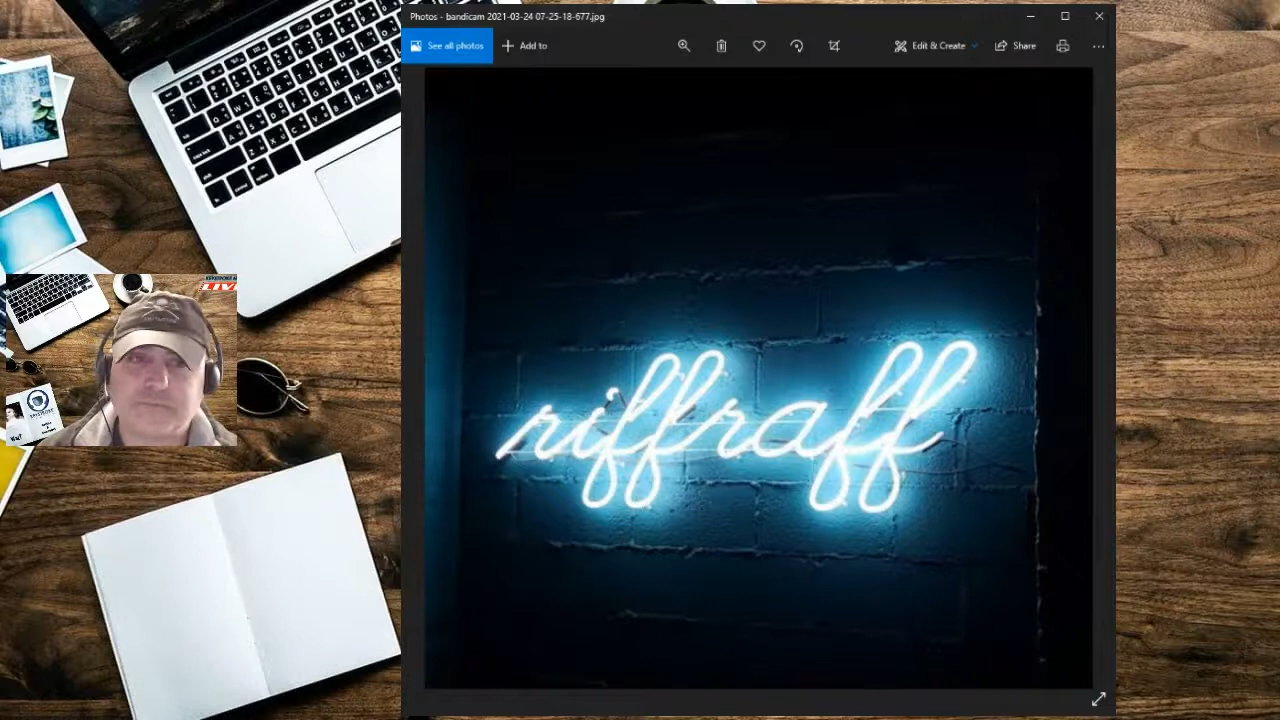 Photos - bandicam 2021-03-24 07-25-18-677.jpg
See all photos
Add to
Edit & Create
Share
riffraff
LIV